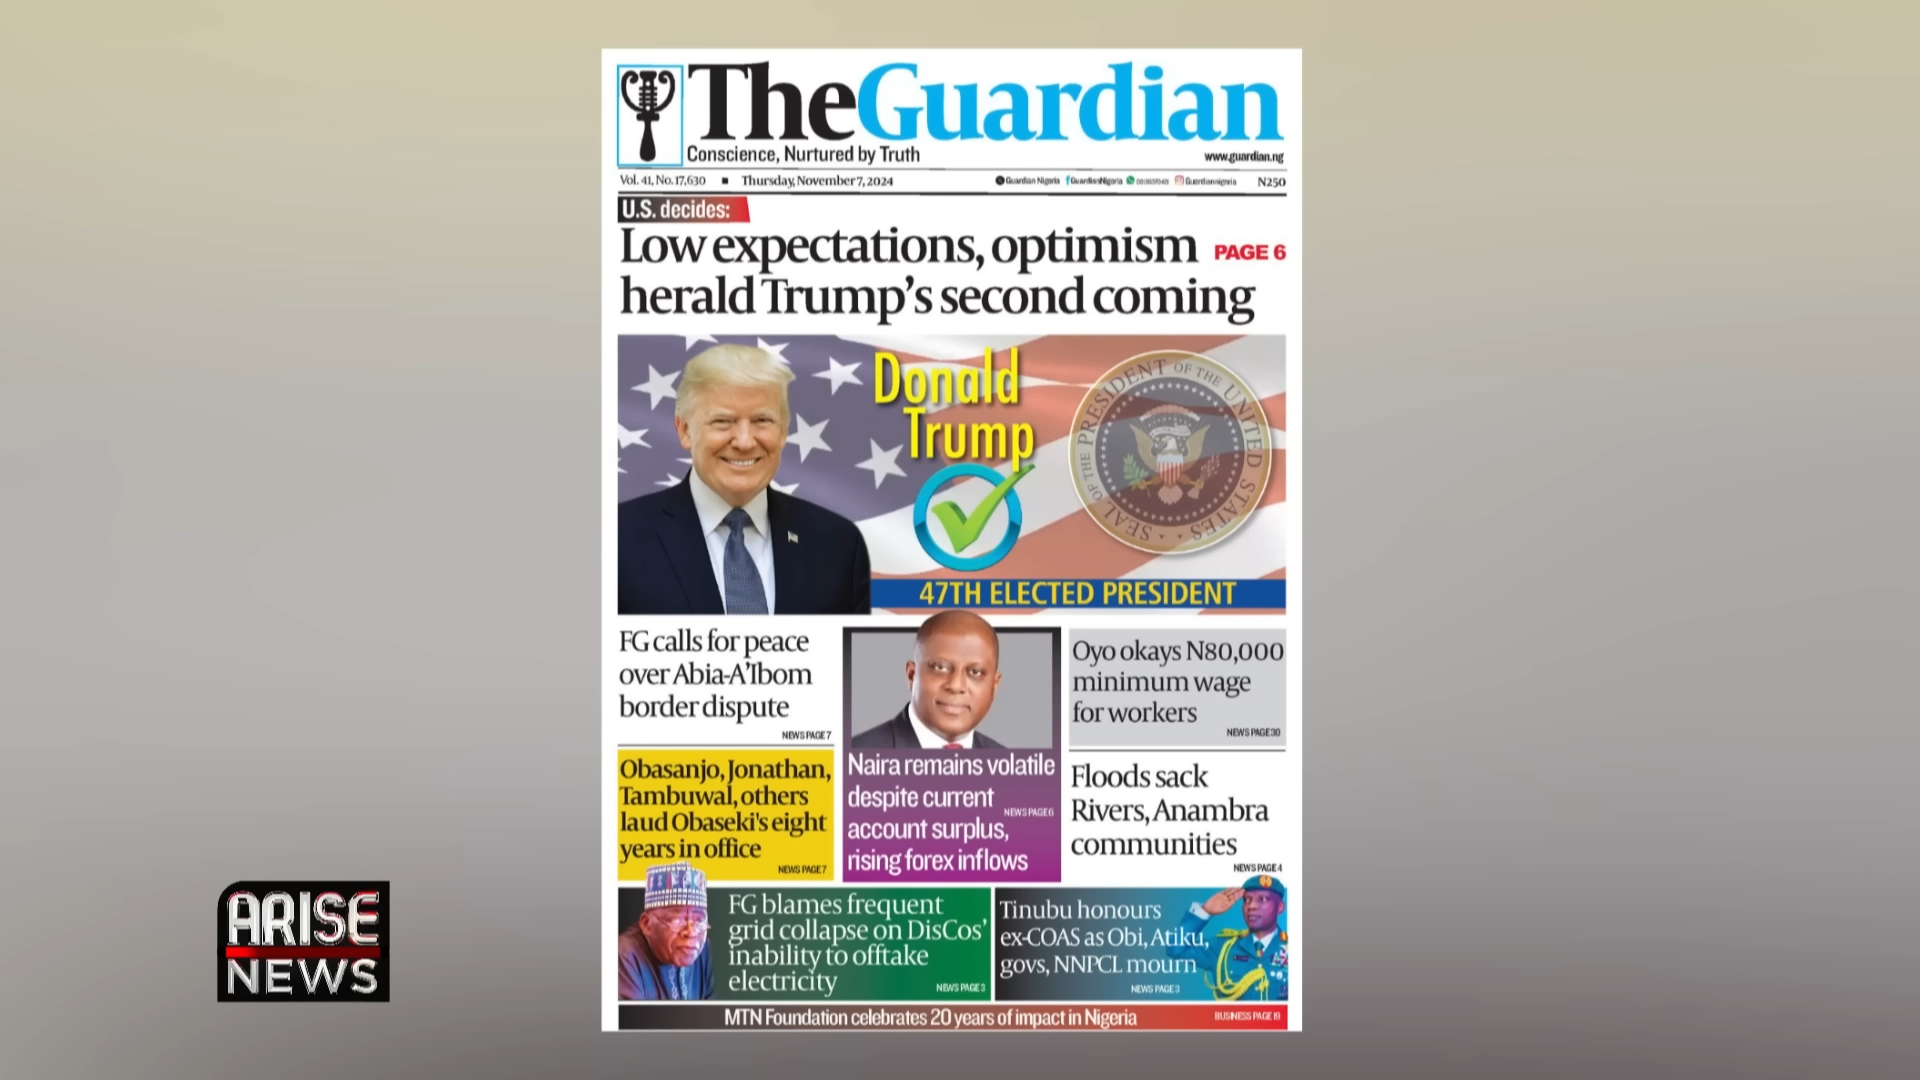 The Guardian
Conscience, Nurtured by Truth
www.guardian.ng
Vol. 41, No. 17,630 ■ Thursday, November 7, 2024
Guardian Nigeria
GuardianNigeria
Guardiannigeria
N250
U.S. decides:
Low expectations, optimism
PAGE 6
herald Trump's second coming
Donald
Trump
SEAL OF THE PRESIDENT OF THE UNITED STATES
47TH ELECTED PRESIDENT
FG calls for peace
over Abia-A'Ibom
border dispute
NEWS PAGE 7
Obasanjo, Jonathan,
Tambuwal, others
laud Obaseki's eight
years in office
NEWS PAGE 7
Naira remains volatile
despite current
NEWS PAGE 6
account surplus,
rising forex inflows
Oyo okays N80,000
minimum wage
for workers
NEWS PAGE 30
Floods sack
Rivers, Anambra
communities
NEWS PAGE 4
FG blames frequent
grid collapse on DisCos'
inability to offtake
electricity
NEWS PAGE 3
Tinubu honours
ex-COAS as Obi, Atiku,
govs, NNPCL mourn
NEWS PAGE 3
MTN Foundation celebrates 20 years of impact in Nigeria
BUSINESS PAGE 19
ARISE
NEWS